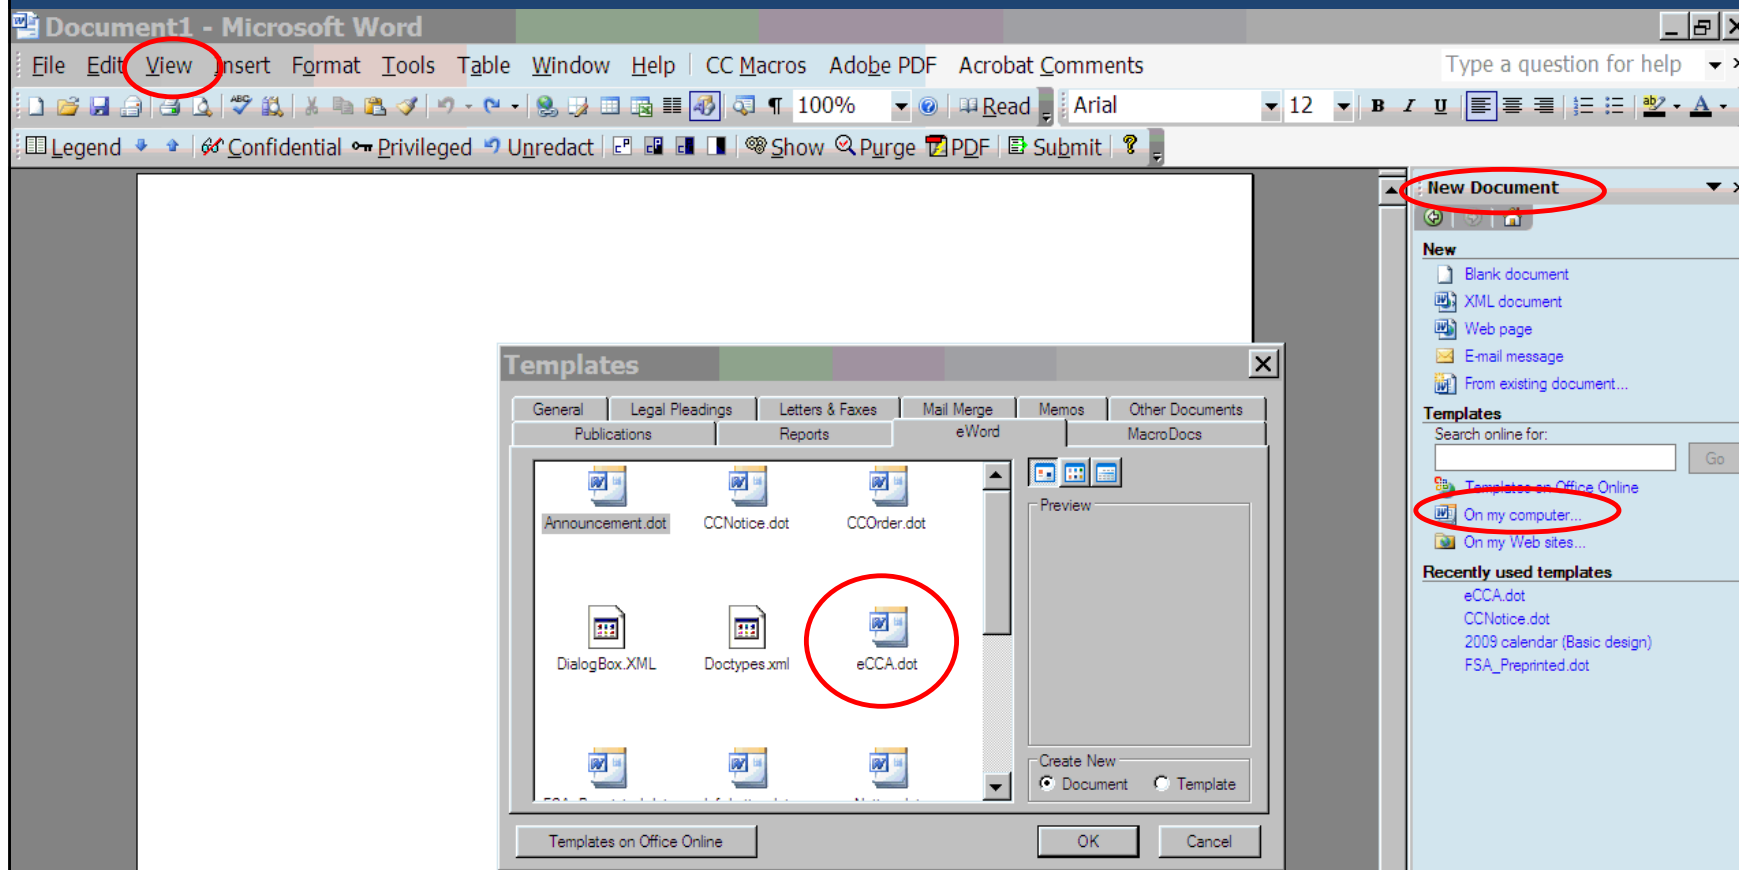 Document1 - Microsoft Word
File Edit View Insert Format Tools Table Window Help CC Macros Adobe PDF Acrobat Comments Type a question for help
100% Read Arial 12 B I U
Legend Confidential Privileged Unredact Show Purge PDF Submit
New Document
New
Blank document
XML document
Web page
E-mail message
From existing document...
Templates
Search online for:
Go
Templates on Office Online
On my computer...
On my Web sites...
Recently used templates
eCCA.dot
CCNotice.dot
2009 calendar (Basic design)
FSA_Preprinted.dot
Templates
General Legal Pleadings Letters & Faxes Mail Merge Memos Other Documents
Publications Reports eWord MacroDocs
Announcement.dot CCNotice.dot CCOrder.dot
DialogBox.XML Doctypes.xml eCCA.dot
Preview
Create New
Document Template
Templates on Office Online OK Cancel